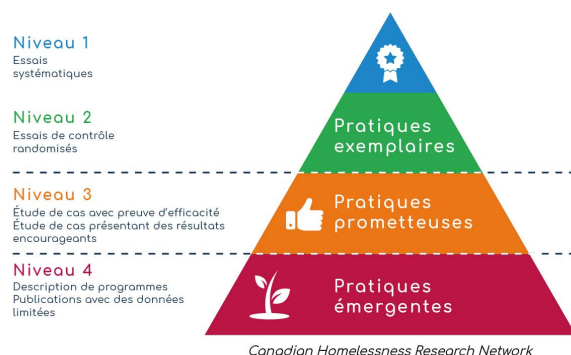 Niveau 1
Essais
systématiques
Niveau 2
Essais de contrôle
randomisés
Pratiques
exemplaires
Niveau 3
Étude de cas avec preuve d'efficacité
Étude de cas présentant des résultats
encourageants
Pratiques
prometteuses
Niveau 4
Description de programmes
Publications avec des données
limitées
Pratiques
émergentes
Canadian Homelessness Research Network